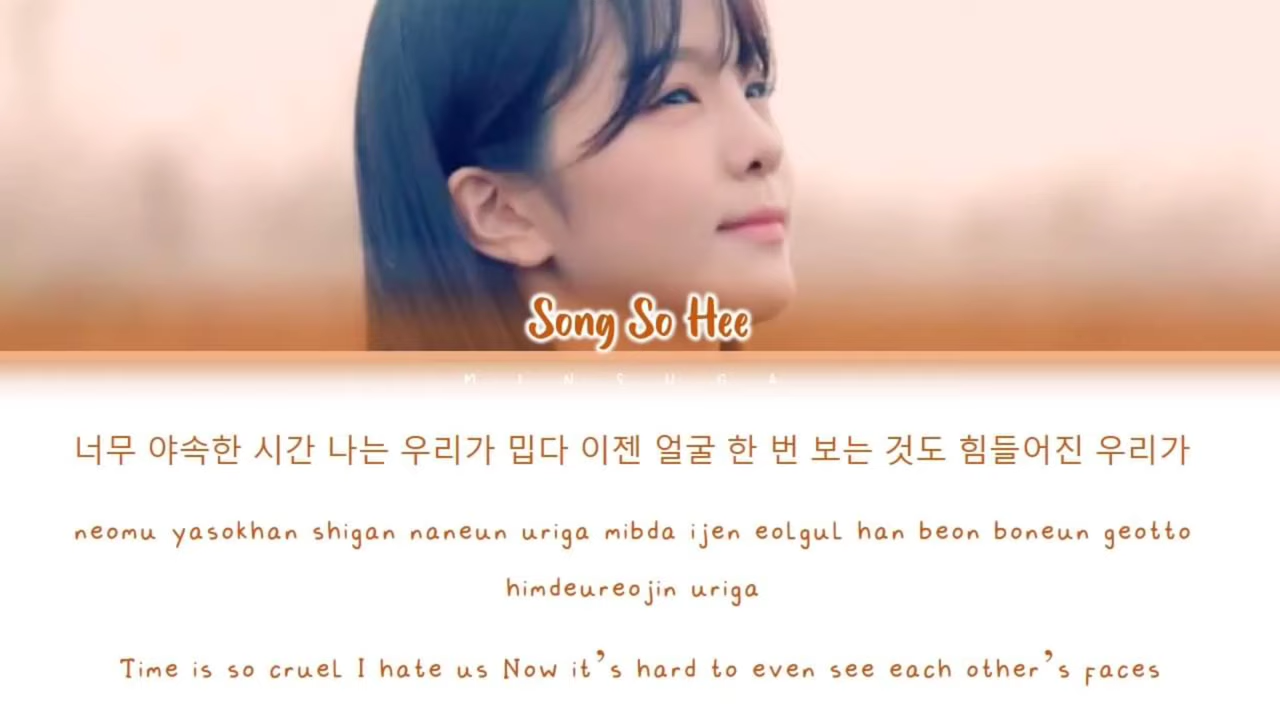 Song So Hee
MINSUGA
너무 야속한 시간 나는 우리가 밉다 이젠 얼굴 한 번 보는 것도 힘들어진 우리가
neomu yasokhan shigan naneun uriga mibda ijen eolgul han beon boneun geotto
himdeureojin uriga
Time is so cruel I hate us Now it’s hard to even see each other’s faces